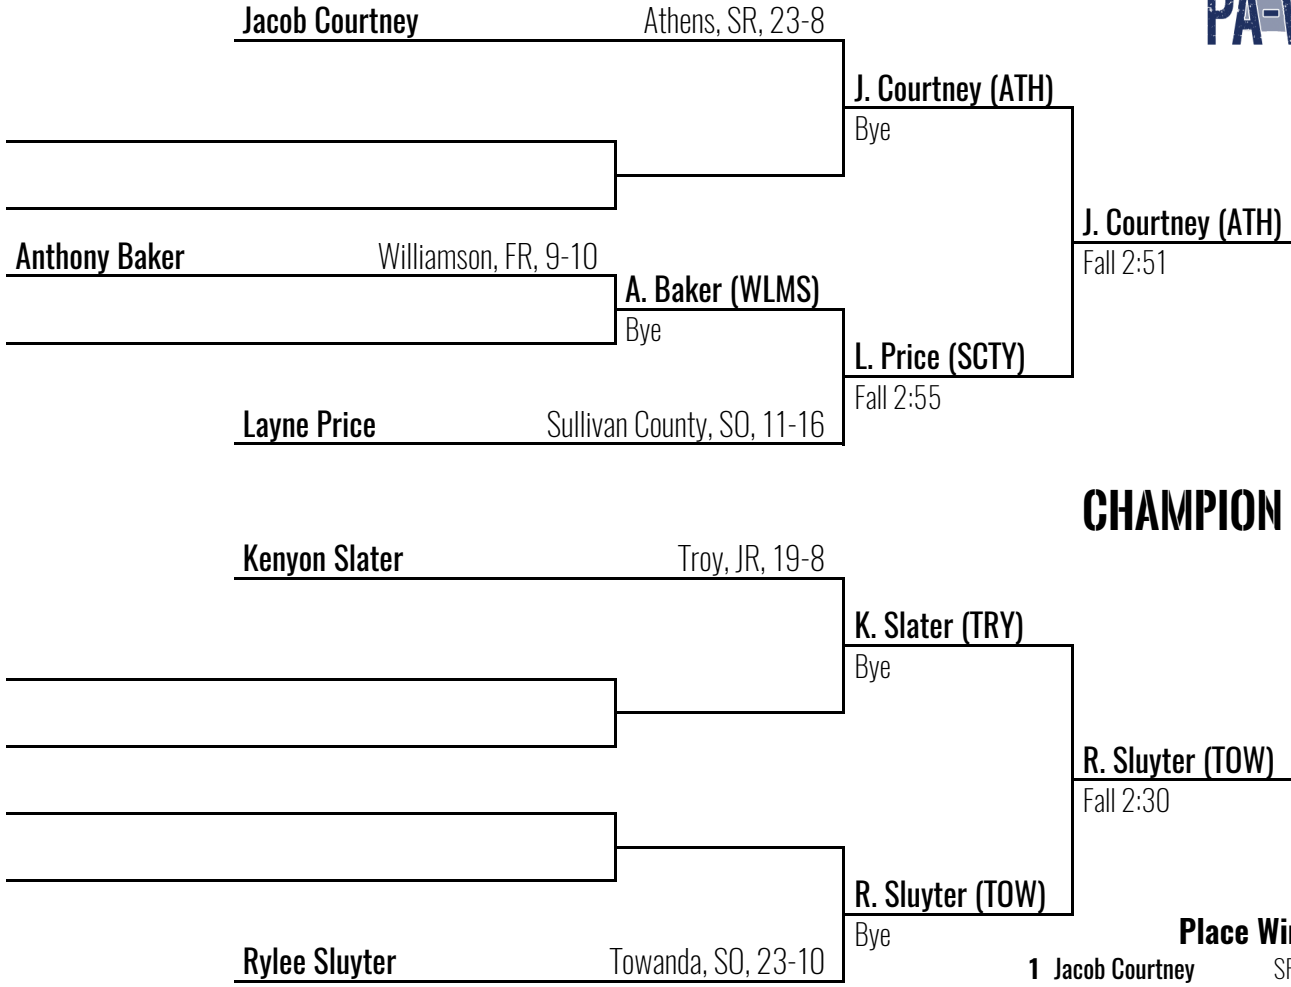 Jacob Courtney Athens, SR, 23-8
PA-
J. Courtney (ATH)
Bye
J. Courtney (ATH)
Fall 2:51
Anthony Baker Williamson, FR, 9-10
A. Baker (WLMS)
Bye
L. Price (SCTY)
Fall 2:55
Layne Price Sullivan County, SO, 11-16
CHAMPION
Kenyon Slater Troy, JR, 19-8
K. Slater (TRY)
Bye
R. Sluyter (TOW)
Fall 2:30
R. Sluyter (TOW)
Bye
Rylee Sluyter Towanda, SO, 23-10
Place
1 Jacob Courtney